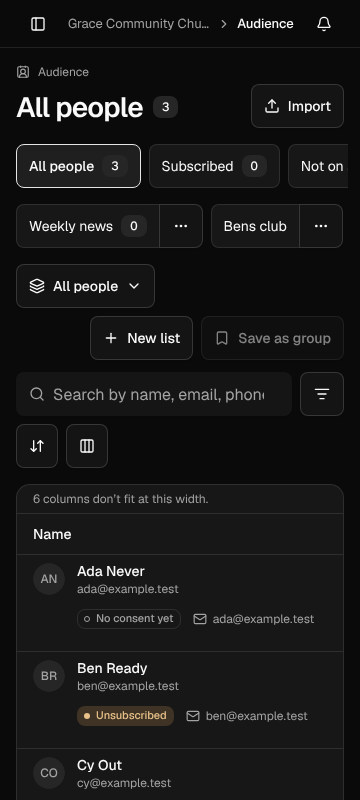 Grace Community Chu... > Audience
Audience
All people 3
Import
All people 3 Subscribed 0 Not on
Weekly news 0 ... Bens club ...
All people
+ New list Save as group
Search by name, email, phon
6 columns don't fit at this width.
Name
AN Ada Never
ada@example.test
No consent yet ada@example.test
BR Ben Ready
ben@example.test
Unsubscribed ben@example.test
CO Cy Out
cy@example.test